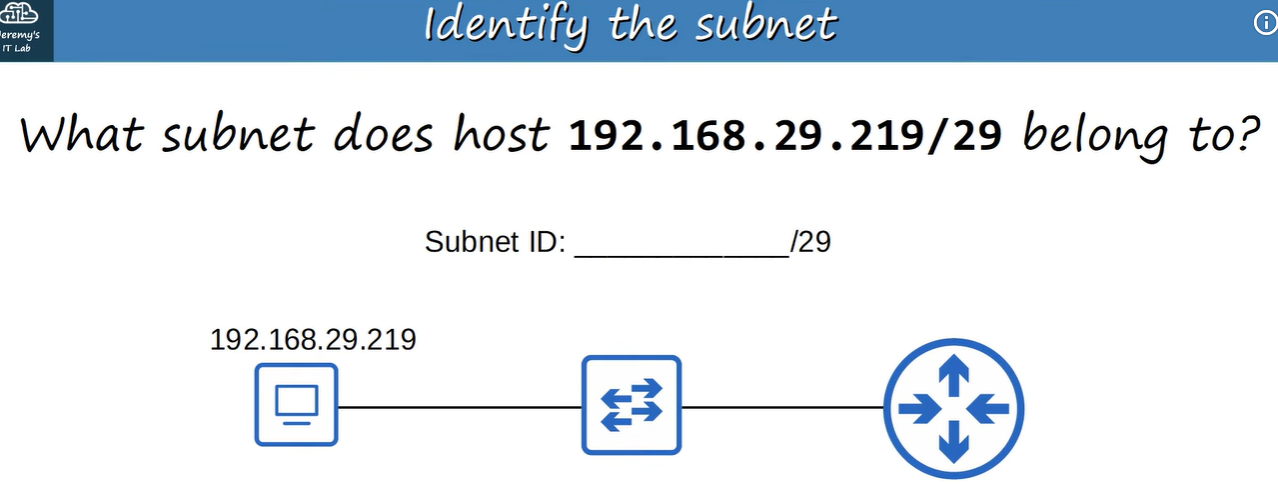 Identify the subnet
Jeremy's
IT Lab
What subnet does host 192.168.29.219/29 belong to?
Subnet ID: _____________/29
192.168.29.219